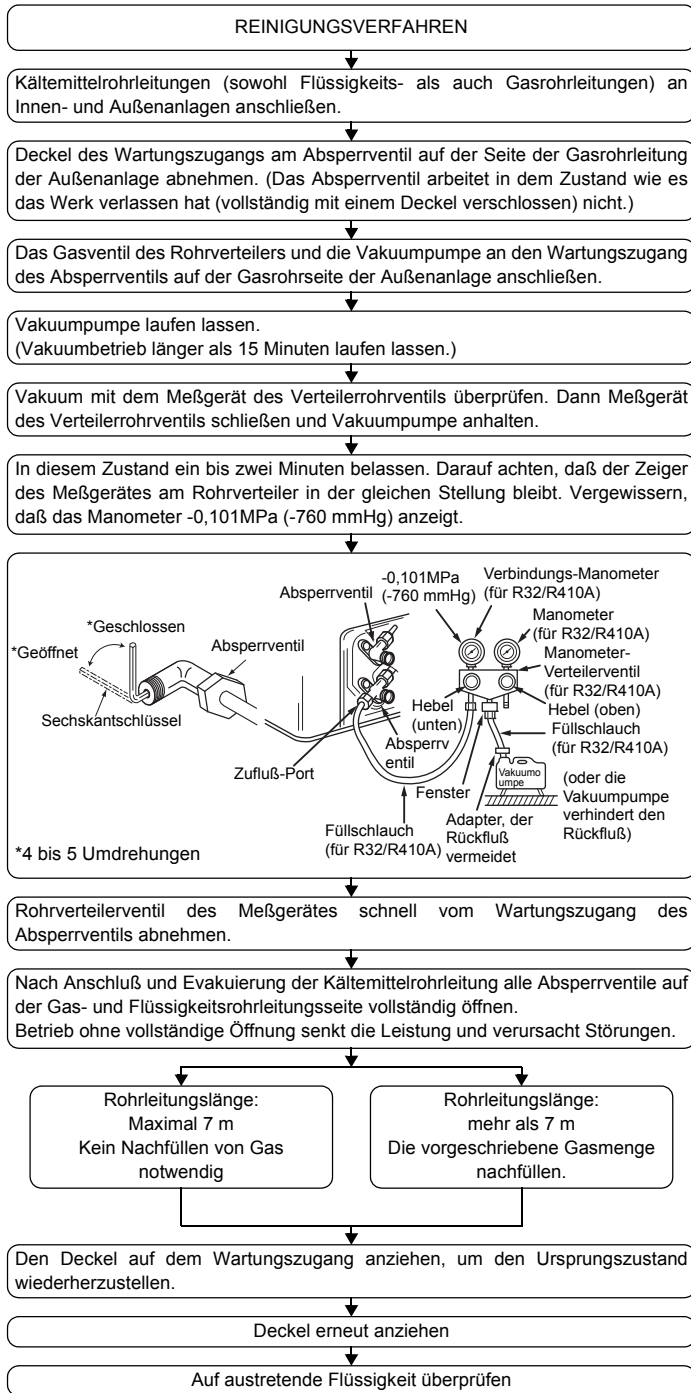 REINIGUNGSVERFAHREN
Kältemittelrohrleitungen (sowohl Flüssigkeits- als auch Gasrohrleitungen) an
Innen- und Außenanlagen anschließen.
Deckel des Wartungszugangs am Absperrventil auf der Seite der Gasrohrleitung
der Außenanlage abnehmen. (Das Absperrventil arbeitet in dem Zustand wie es
das Werk verlassen hat (vollständig mit einem Deckel verschlossen) nicht.)
Das Gasventil des Rohrverteilers und die Vakuumpumpe an den Wartungszugang
des Absperrventils auf der Gasrohrseite der Außenanlage anschließen.
Vakuumpumpe laufen lassen.
(Vakuumbetrieb länger als 15 Minuten laufen lassen.)
Vakuum mit dem Meßgerät des Verteilerrohrventils überprüfen. Dann Meßgerät
des Verteilerrohrventils schließen und Vakuumpumpe anhalten.
In diesem Zustand ein bis zwei Minuten belassen. Darauf achten, daß der Zeiger
des Meßgerätes am Rohrverteiler in der gleichen Stellung bleibt. Vergewissern,
daß das Manometer -0,101MPa (-760 mmHg) anzeigt.
*Geschlossen
*Geöffnet
Sechskantschlüssel
Absperrventil
Absperrventil
-0,101MPa
(-760 mmHg)
Verbindungs-Manometer
(für R32/R410A)
Manometer
(für R32/R410A)
Manometer-
Verteilerventil
(für R32/R410A)
Hebel
(unten)
Hebel (oben)
Füllschlauch
(für R32/R410A)
Absperrv
entil
Zufluß-Port
Fenster
Vakuumo
umpe
(oder die
Vakuumpumpe
verhindert den
Rückfluß)
Adapter, der
Rückfluß
vermeidet
Füllschlauch
(für R32/R410A)
*4 bis 5 Umdrehungen
Rohrverteilerventil des Meßgerätes schnell vom Wartungszugang des
Absperrventils abnehmen.
Nach Anschluß und Evakuierung der Kältemittelrohrleitung alle Absperrventile auf
der Gas- und Flüssigkeitsrohrleitungsseite vollständig öffnen.
Betrieb ohne vollständige Öffnung senkt die Leistung und verursacht Störungen.
Rohrleitungslänge:
Maximal 7 m
Kein Nachfüllen von Gas
notwendig
Rohrleitungslänge:
mehr als 7 m
Die vorgeschriebene Gasmenge
nachfüllen.
Den Deckel auf dem Wartungszugang anziehen, um den Ursprungszustand
wiederherzustellen.
Deckel erneut anziehen
Auf austretende Flüssigkeit überprüfen